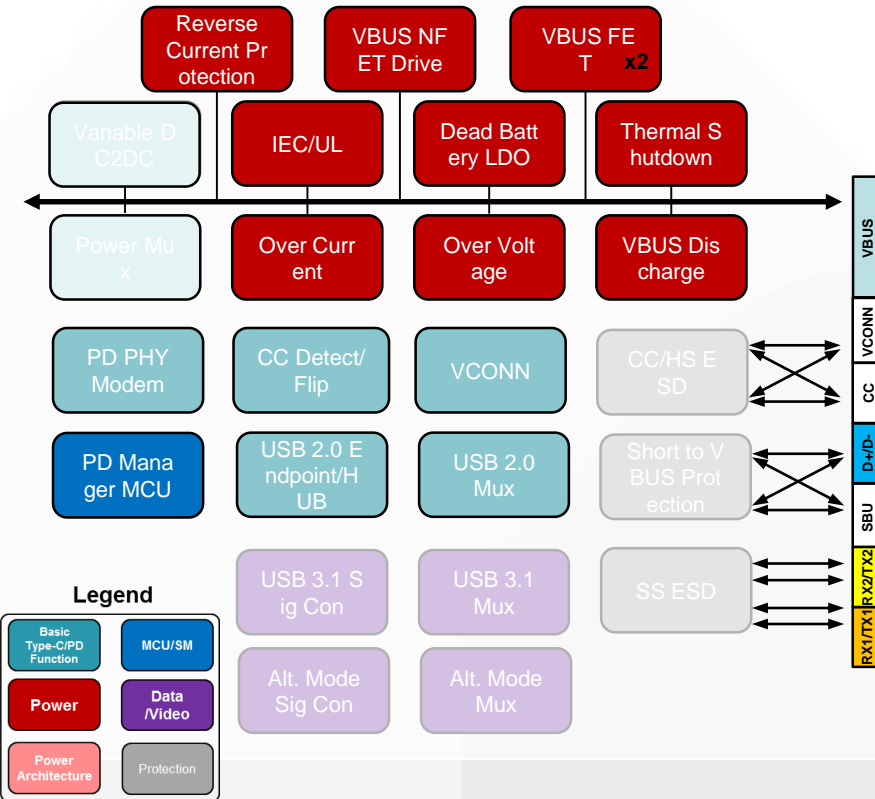 Reverse
Current Pr
otection
VBUS NF
ET Drive
VBUS FE
T x2
Variable D
C2DC
IEC/UL
Dead Batt
ery LDO
Thermal S
hutdown
Power Mu
x
Over Curr
ent
Over Volt
age
VBUS Dis
charge
PD PHY
Modem
CC Detect/
Flip
VCONN
CC/HS E
SD
PD Mana
ger MCU
USB 2.0 E
ndpoint/H
UB
USB 2.0
Mux
Short to V
BUS Prot
ection
USB 3.1 S
ig Con
USB 3.1
Mux
SS ESD
Alt. Mode
Sig Con
Alt. Mode
Mux
VBUS
VCONN
CC
D+/D-
SBU
RX2/TX2
RX1/TX1
Legend
Basic
Type-C/PD
Function
MCU/SM
Power
Data
/Video
Power
Architecture
Protection